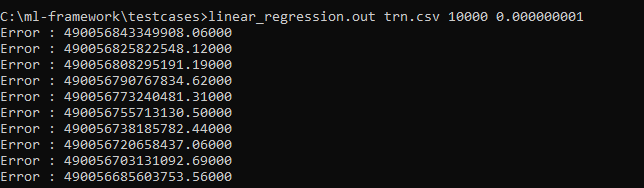 C:\ml-framework\testcases>linear_regression.out trn.csv 10000 0.000000001
Error : 490056843349908.06000
Error : 490056825822548.12000
Error : 490056808295191.19000
Error : 490056790767834.62000
Error : 490056773240481.31000
Error : 490056755713130.50000
Error : 490056738185782.44000
Error : 490056720658437.06000
Error : 490056703131092.69000
Error : 490056685603753.56000